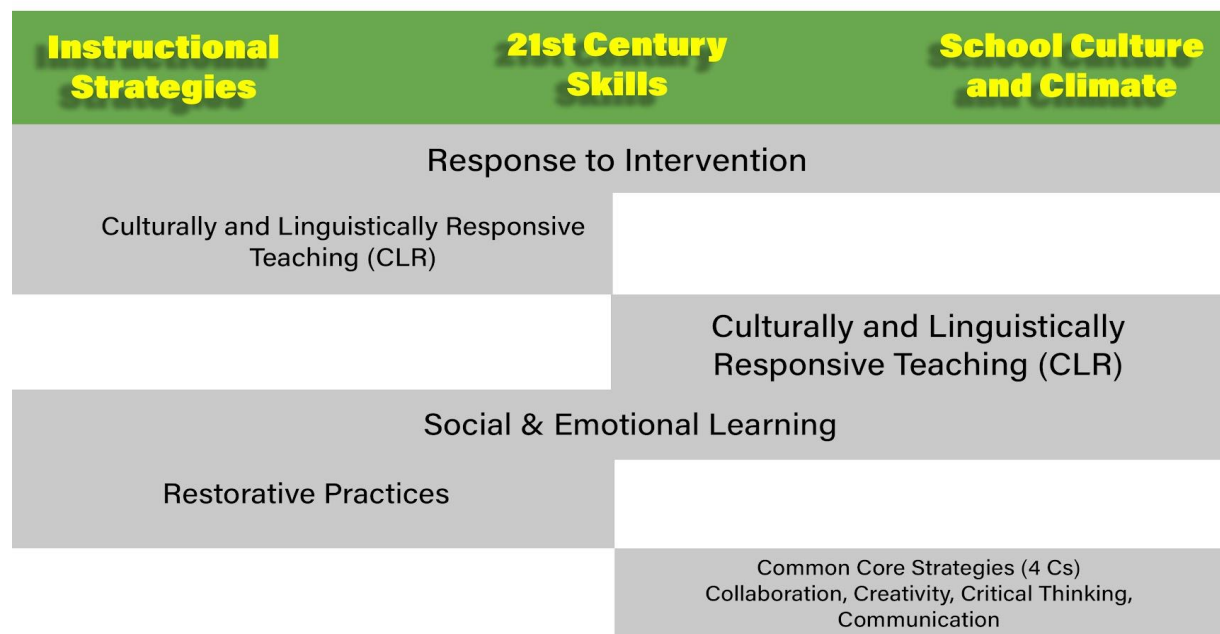 Instructional
Strategies
21st Century
Skills
School Culture
and Climate
Response to Intervention
Culturally and Linguistically Responsive
Teaching (CLR)
Culturally and Linguistically
Responsive Teaching (CLR)
Social & Emotional Learning
Restorative Practices
Common Core Strategies (4 Cs)
Collaboration, Creativity, Critical Thinking,
Communication